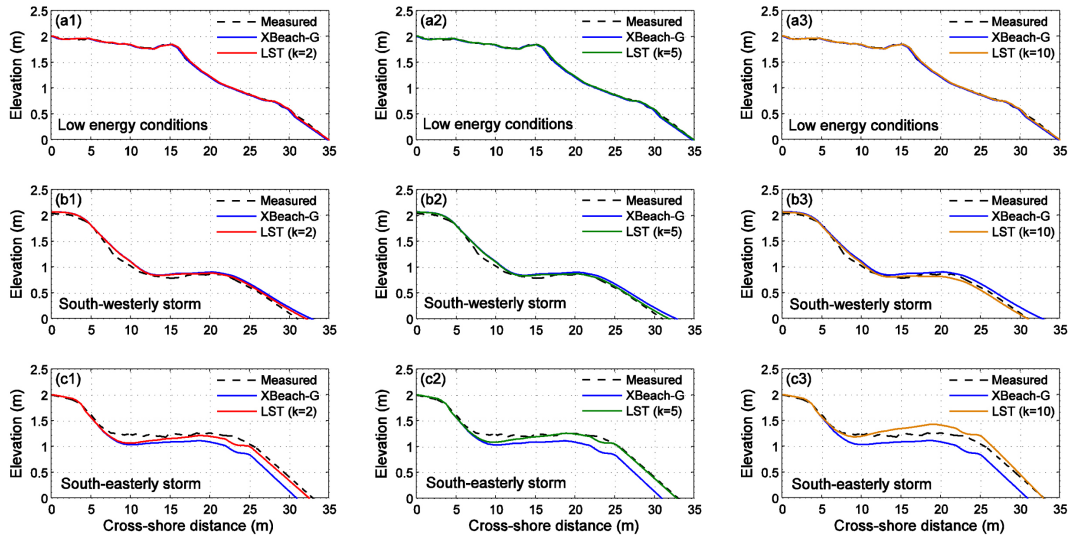 (a1)
Measured
XBeach-G
LST (k=2)
Low energy conditions
Elevation (m)
2.5
2
1.5
1
0.5
0
0 5 10 15 20 25 30 35
(a2)
Measured
XBeach-G
LST (k=5)
Low energy conditions
Elevation (m)
2.5
2
1.5
1
0.5
0
0 5 10 15 20 25 30 35
(a3)
Measured
XBeach-G
LST (k=10)
Low energy conditions
Elevation (m)
2.5
2
1.5
1
0.5
0
0 5 10 15 20 25 30 35
(b1)
Measured
XBeach-G
LST (k=2)
South-westerly storm
Elevation (m)
2.5
2
1.5
1
0.5
0
0 5 10 15 20 25 30 35
(b2)
Measured
XBeach-G
LST (k=5)
South-westerly storm
Elevation (m)
2.5
2
1.5
1
0.5
0
0 5 10 15 20 25 30 35
(b3)
Measured
XBeach-G
LST (k=10)
South-westerly storm
Elevation (m)
2.5
2
1.5
1
0.5
0
0 5 10 15 20 25 30 35
(c1)
Measured
XBeach-G
LST (k=2)
South-easterly storm
Elevation (m)
2.5
2
1.5
1
0.5
0
0 5 10 15 20 25 30 35
Cross-shore distance (m)
(c2)
Measured
XBeach-G
LST (k=5)
South-easterly storm
Elevation (m)
2.5
2
1.5
1
0.5
0
0 5 10 15 20 25 30 35
Cross-shore distance (m)
(c3)
Measured
XBeach-G
LST (k=10)
South-easterly storm
Elevation (m)
2.5
2
1.5
1
0.5
0
0 5 10 15 20 25 30 35
Cross-shore distance (m)